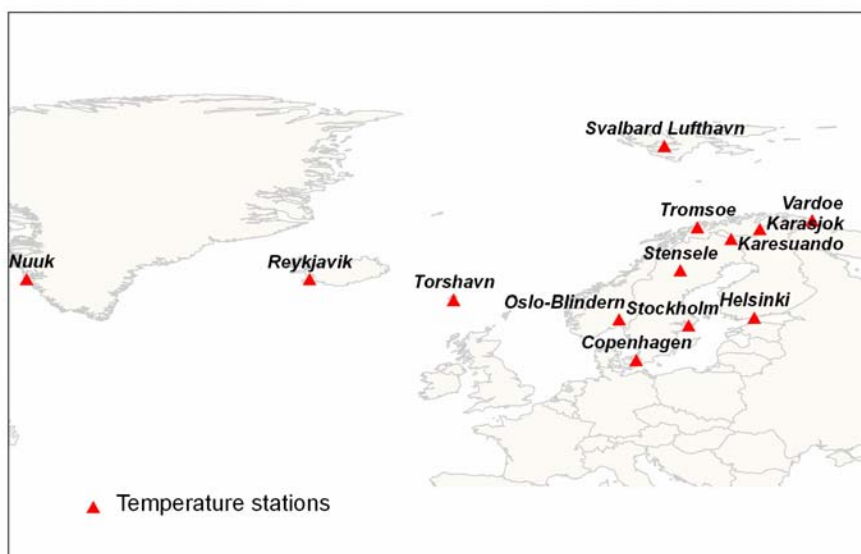 Svalbard Lufthavn
Vardoe
Tromsoe
Karasjok
Karesuando
Nuuk
Reykjavik
Stensele
Torshavn
Oslo-Blindern
Stockholm
Helsinki
Copenhagen
Temperature stations